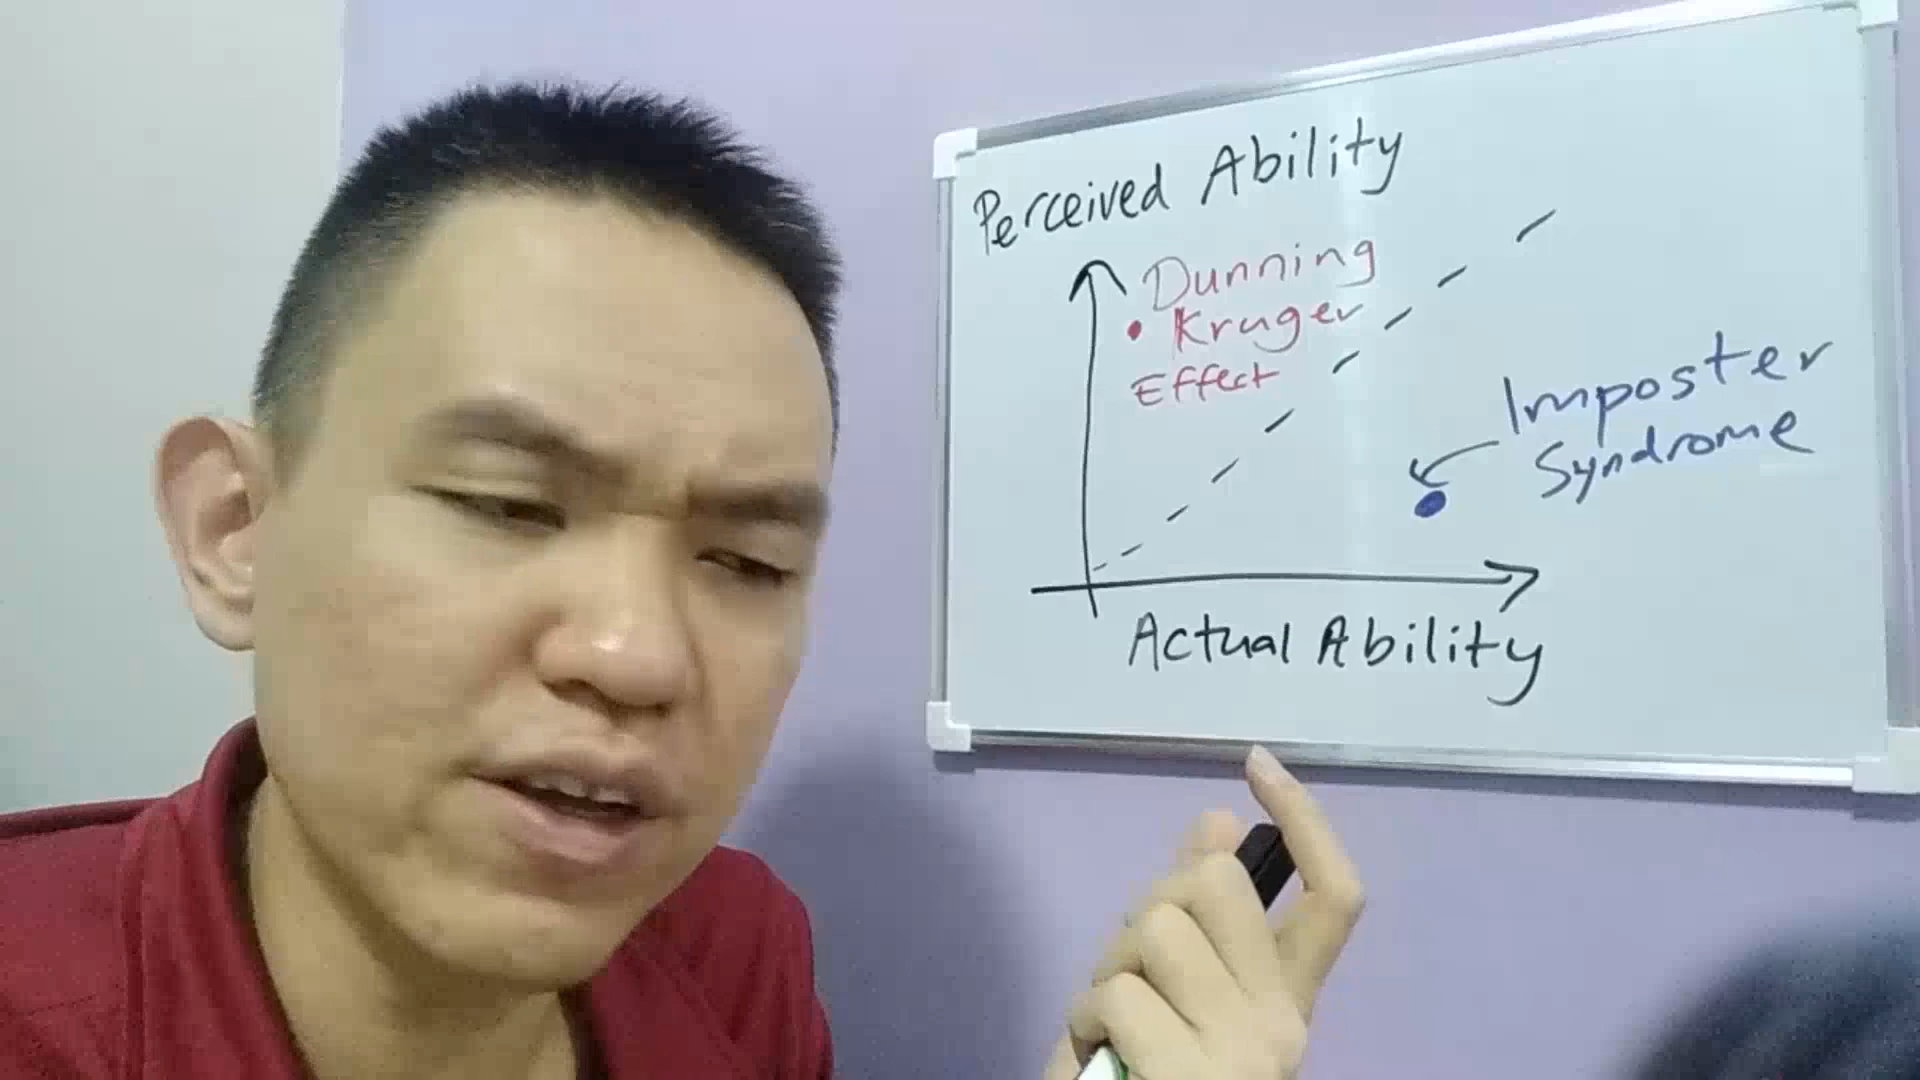 Perceived Ability
Dunning
Kruger
Effect
Imposter
Syndrome
Actual Ability